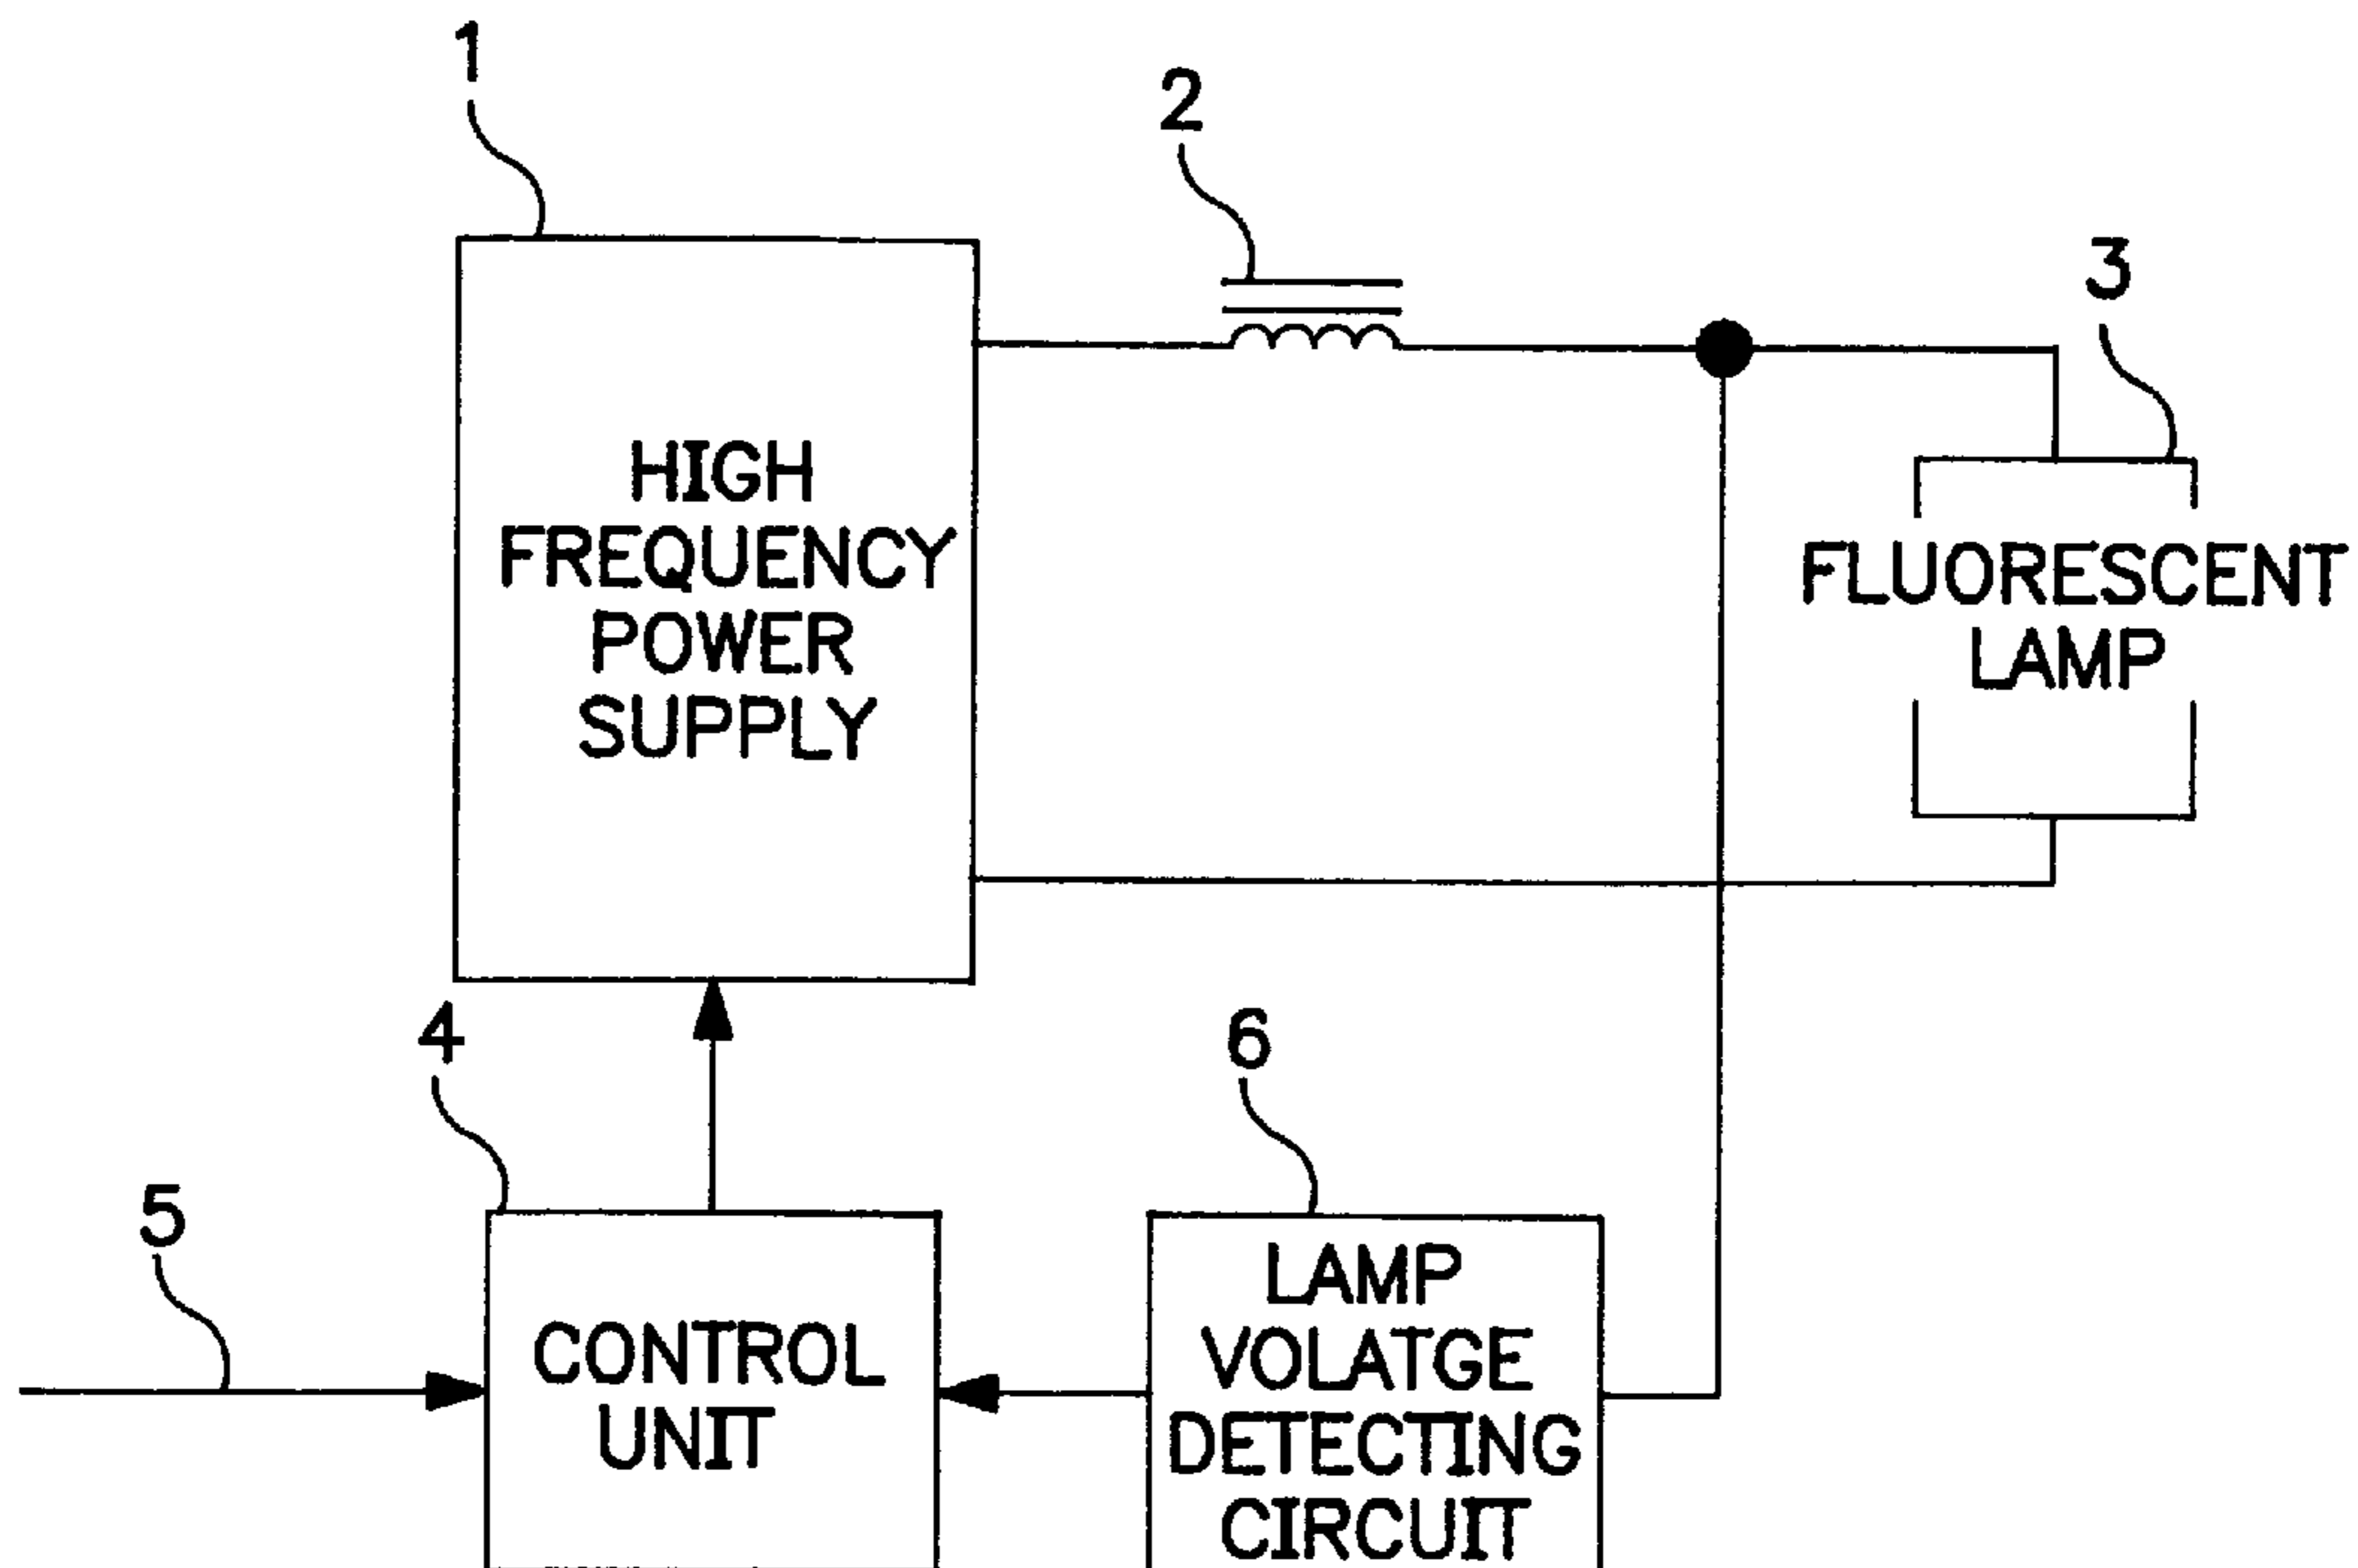 1
2
3
HIGH
FREQUENCY
POWER
SUPPLY
FLUORESCENT
LAMP
4
6
5
CONTROL
UNIT
LAMP
VOLATGE
DETECTING
CIRCUIT